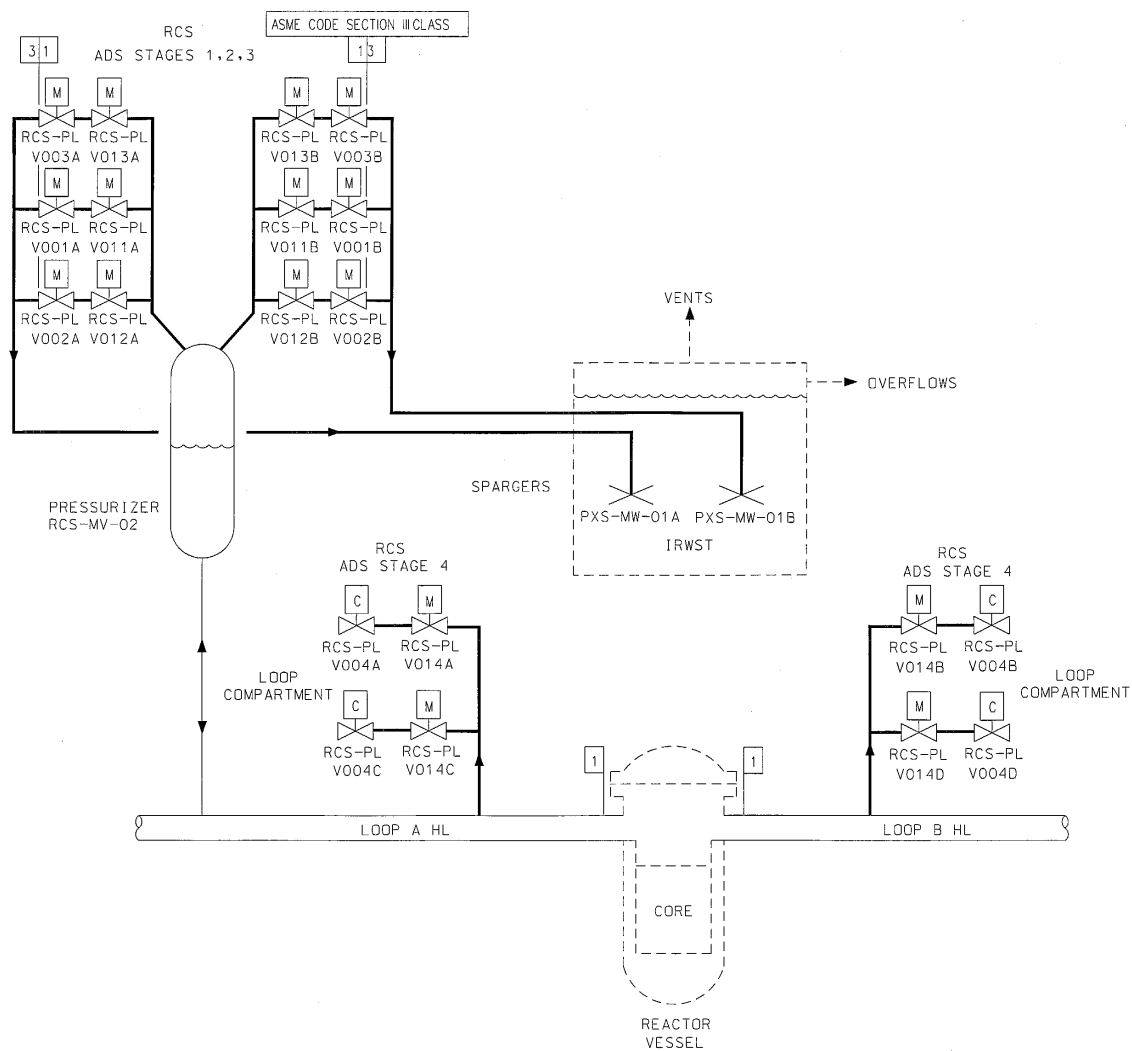 RCS
ADS STAGES 1,2,3
ASME CODE SECTION III CLASS
3 1
1 3
M
M
M
M
RCS-PL
V003A
RCS-PL
V013A
RCS-PL
V013B
RCS-PL
V003B
M
M
M
M
RCS-PL
V001A
RCS-PL
V011A
RCS-PL
V011B
RCS-PL
V001B
M
M
M
M
RCS-PL
V002A
RCS-PL
V012A
RCS-PL
V012B
RCS-PL
V002B
VENTS
OVERFLOWS
SPARGERS
PXS-MW-01A
PXS-MW-01B
IRWST
PRESSURIZER
RCS-MV-02
RCS
ADS STAGE 4
C
M
RCS-PL
V004A
RCS-PL
V014A
LOOP
COMPARTMENT
C
M
RCS-PL
V004C
RCS-PL
V014C
RCS
ADS STAGE 4
M
C
RCS-PL
V014B
RCS-PL
V004B
LOOP
COMPARTMENT
M
C
RCS-PL
V014D
RCS-PL
V004D
1
1
LOOP A HL
LOOP B HL
CORE
REACTOR
VESSEL